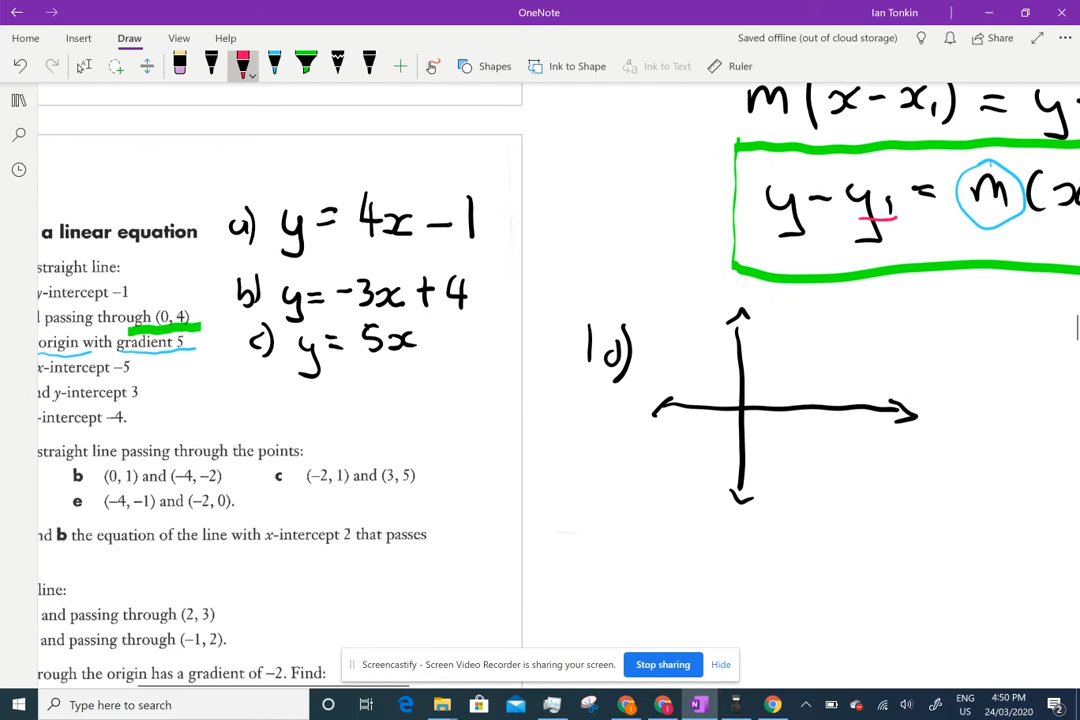 OneNote
Ian Tonkin
Home Insert Draw View Help
Saved offline (out of cloud storage)
Share
Shapes
Ink to Shape
Ink to Text
Ruler
m(x-x₁) = y-
y-y₁ = m(x
a linear equation
straight line:
y-intercept −1
l passing through (0, 4)
origin with gradient 5
x-intercept −5
nd y-intercept 3
-intercept −4.
a) y = 4x - 1
b) y = -3x + 4
c) y = 5x
1d)
straight line passing through the points:
b (0, 1) and (−4, −2) c (−2, 1) and (3, 5)
e (−4, −1) and (−2, 0).
nd b the equation of the line with x-intercept 2 that passes
line:
and passing through (2, 3)
and passing through (−1, 2).
rough the origin has a gradient of −2. Find:
Screencastify - Screen Video Recorder is sharing your screen.
Stop sharing
Hide
Type here to search
ENG
US
4:50 PM
24/03/2020
2